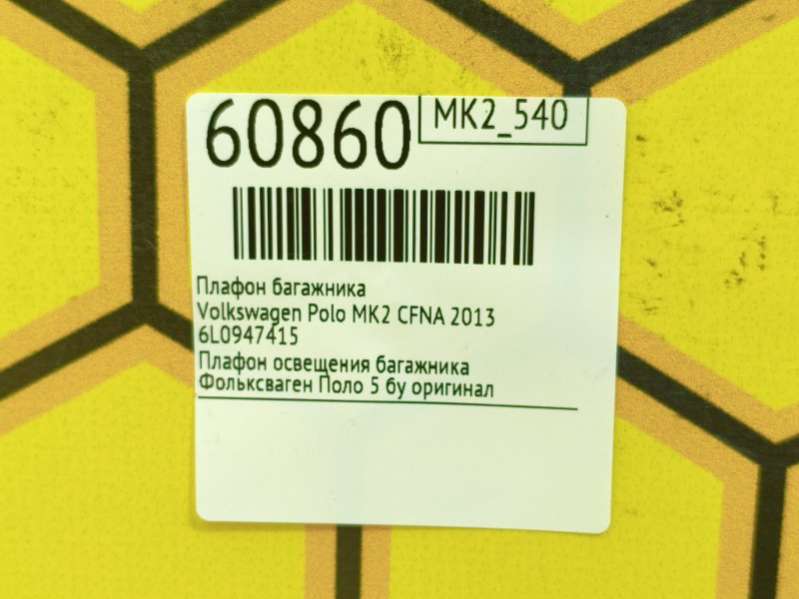 60860
MK2_540
Плафон багажника
Volkswagen Polo MK2 CFNA 2013
6L0947415
Плафон освещения багажника
Фольксваген Поло 5 бу оригинал